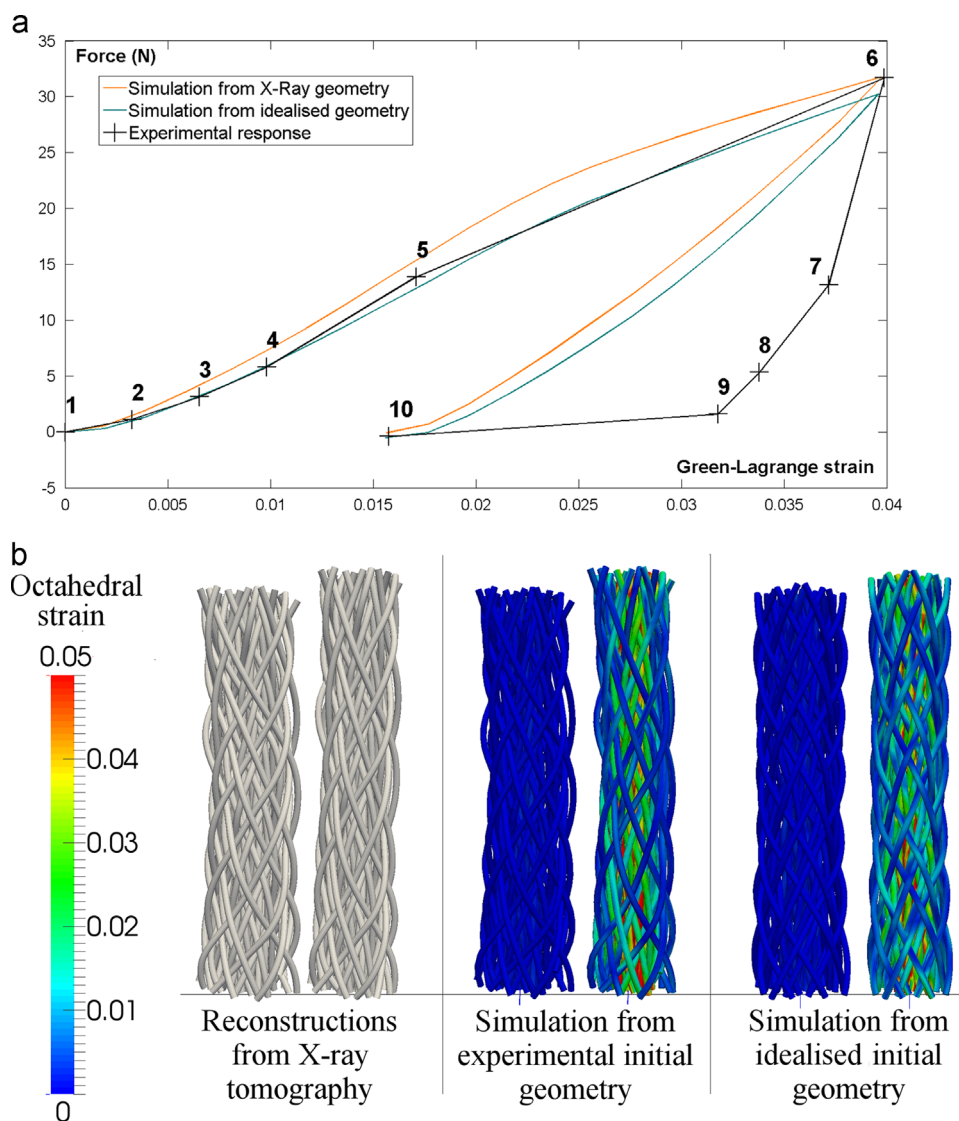 a
35
30
25
20
15
10
5
0
-5
Force (N)
Simulation from X-Ray geometry
Simulation from idealised geometry
Experimental response
1
2
3
4
5
6
7
8
9
10
Green-Lagrange strain
0
0.005
0.01
0.015
0.02
0.025
0.03
0.035
0.04
b
Octahedral
strain
0.05
0.04
0.03
0.02
0.01
0
Reconstructions
from X-ray
tomography
Simulation from
experimental initial
geometry
Simulation from
idealised initial
geometry